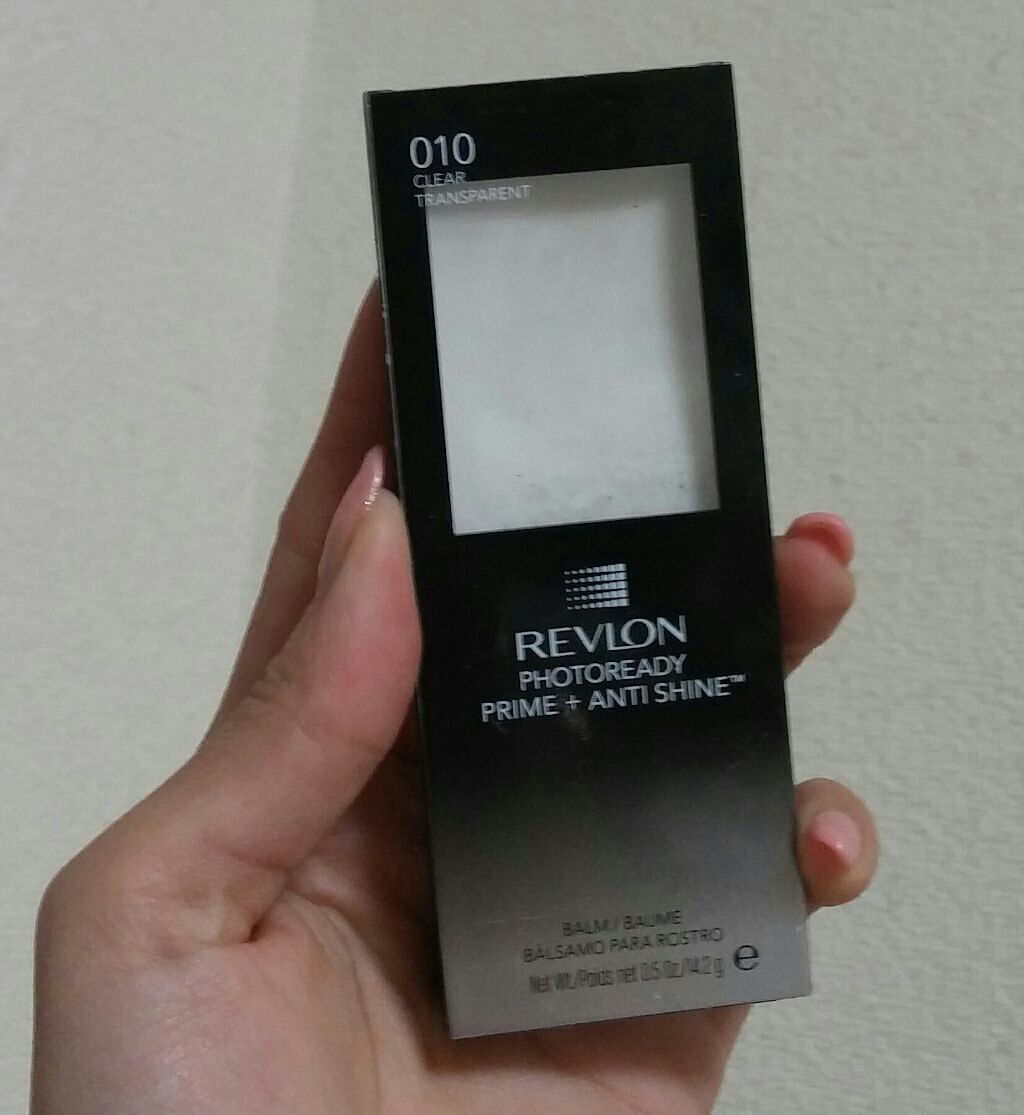 010
CLEAR
TRANSPARENT
REVLON
PHOTOREADY
PRIME + ANTI SHINE™
BALM / BAUME
BÁLSAMO PARA ROSTRO
Net Wt./Poids net 0.5 Oz/14.2 g e